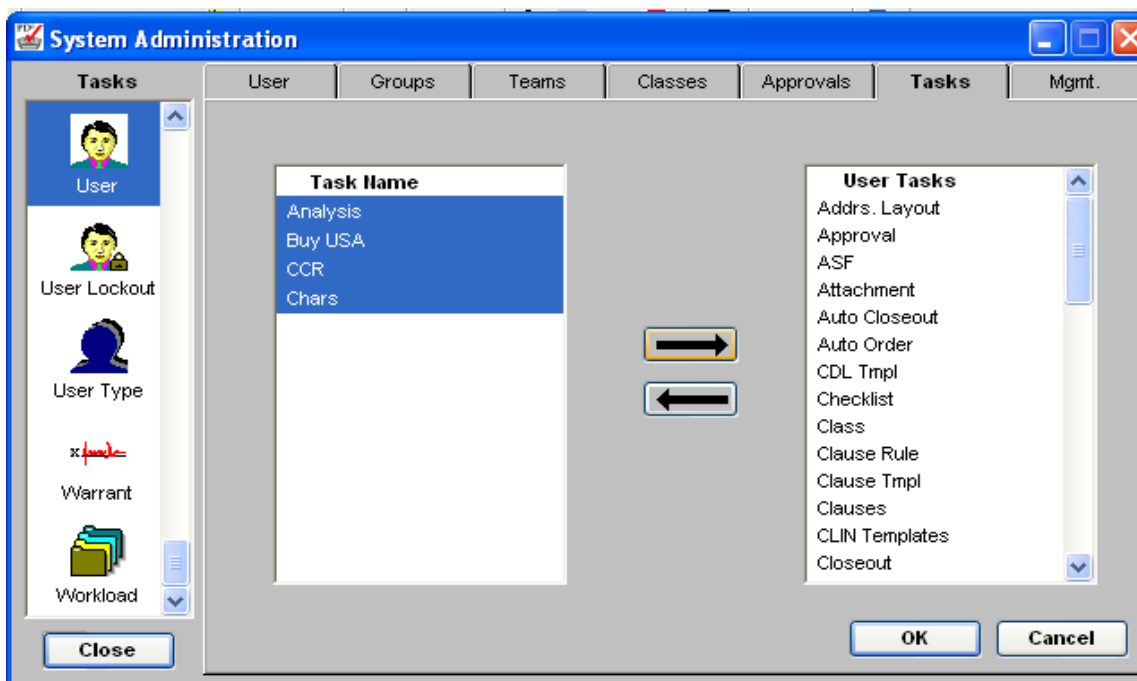 System Administration
Tasks
User
User Lockout
User Type
Warrant
Workload
Close
User
Groups
Teams
Classes
Approvals
Tasks
Mgmt.
Task Name
Analysis
Buy USA
CCR
Chars
User Tasks
Addrs. Layout
Approval
ASF
Attachment
Auto Closeout
Auto Order
CDL Tmpl
Checklist
Class
Clause Rule
Clause Tmpl
Clauses
CLIN Templates
Closeout
OK
Cancel